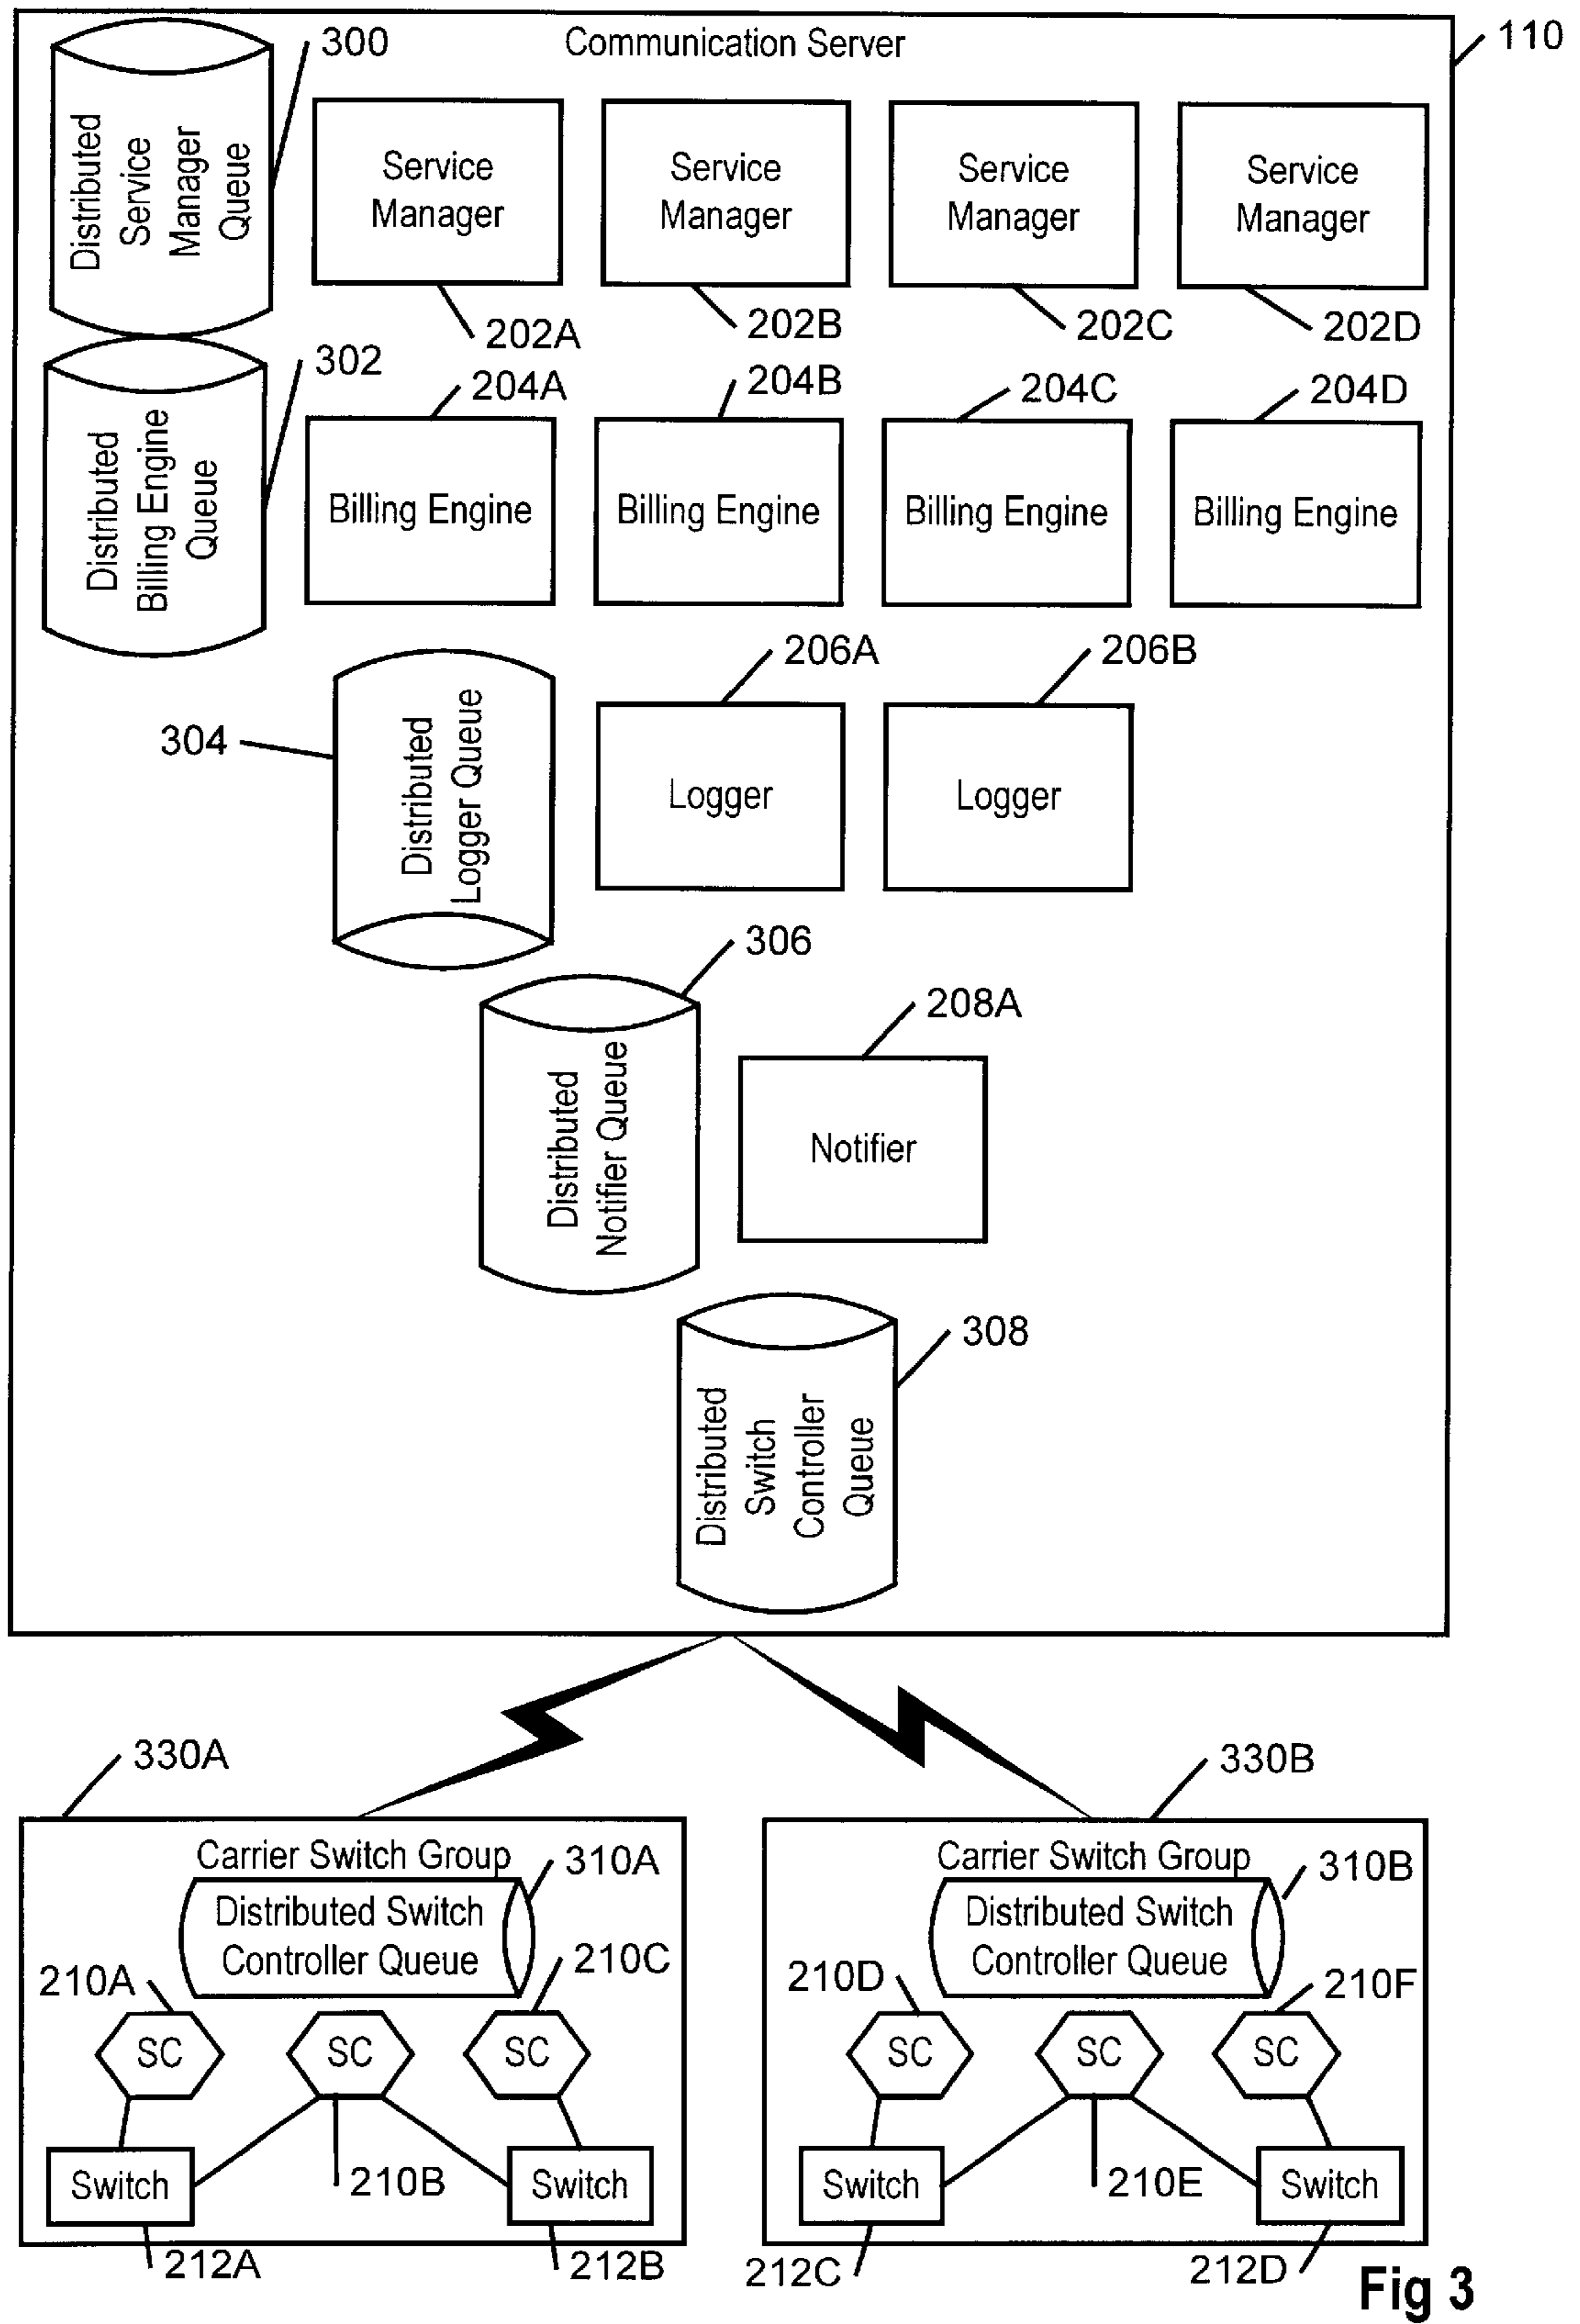 Communication Server
110
300
Distributed
Service
Manager
Queue
Service
Manager
Service
Manager
Service
Manager
Service
Manager
202A
202B
202C
202D
302
204A
204B
204C
204D
Distributed
Billing Engine
Queue
Billing Engine
Billing Engine
Billing Engine
Billing Engine
206A
206B
304
Distributed
Logger Queue
Logger
Logger
306
208A
Distributed
Notifier Queue
Notifier
308
Distributed
Switch
Controller
Queue
330A
330B
Carrier Switch Group
310A
Distributed Switch
Controller Queue
210A
210C
SC
SC
SC
Switch
210B
Switch
212A
212B
Carrier Switch Group
310B
Distributed Switch
Controller Queue
210D
210F
SC
SC
SC
Switch
210E
Switch
212C
212D
Fig 3